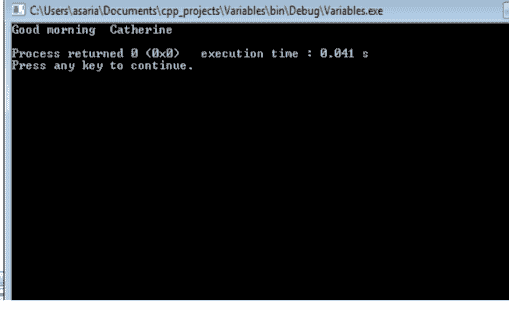 C:\Users\asaria\Documents\cpp_projects\Variables\bin\Debug\Variables.exe
Good morning  Catherine
Process returned 0 (0x0)   execution time : 0.041 s
Press any key to continue.